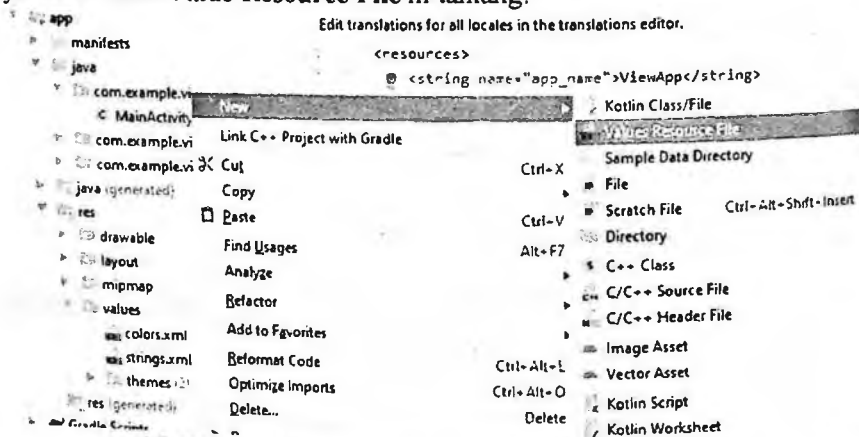 Edit translations for all locales in the translations editor.
<resources>
<string name="app_name">ViewApp</string>
app
manifests
java
com.example.vi
MainActivity
com.example.vi
com.example.vi
java (generated)
res
drawable
layout
mipmap
values
colors.xml
strings.xml
themes
res (generated)
Gradle Scripts
New
Link C++ Project with Gradle
Cut Ctrl+X
Copy
Paste Ctrl+V
Find Usages Alt+F7
Analyze
Refactor
Add to Favorites
Reformat Code Ctrl+Alt+L
Optimize Imports Ctrl+Alt+O
Delete... Delete
Kotlin Class/File
Values Resource File
Sample Data Directory
File
Scratch File Ctrl+Alt+Shift+Insert
Directory
C++ Class
C/C++ Source File
C/C++ Header File
Image Asset
Vector Asset
Kotlin Script
Kotlin Worksheet